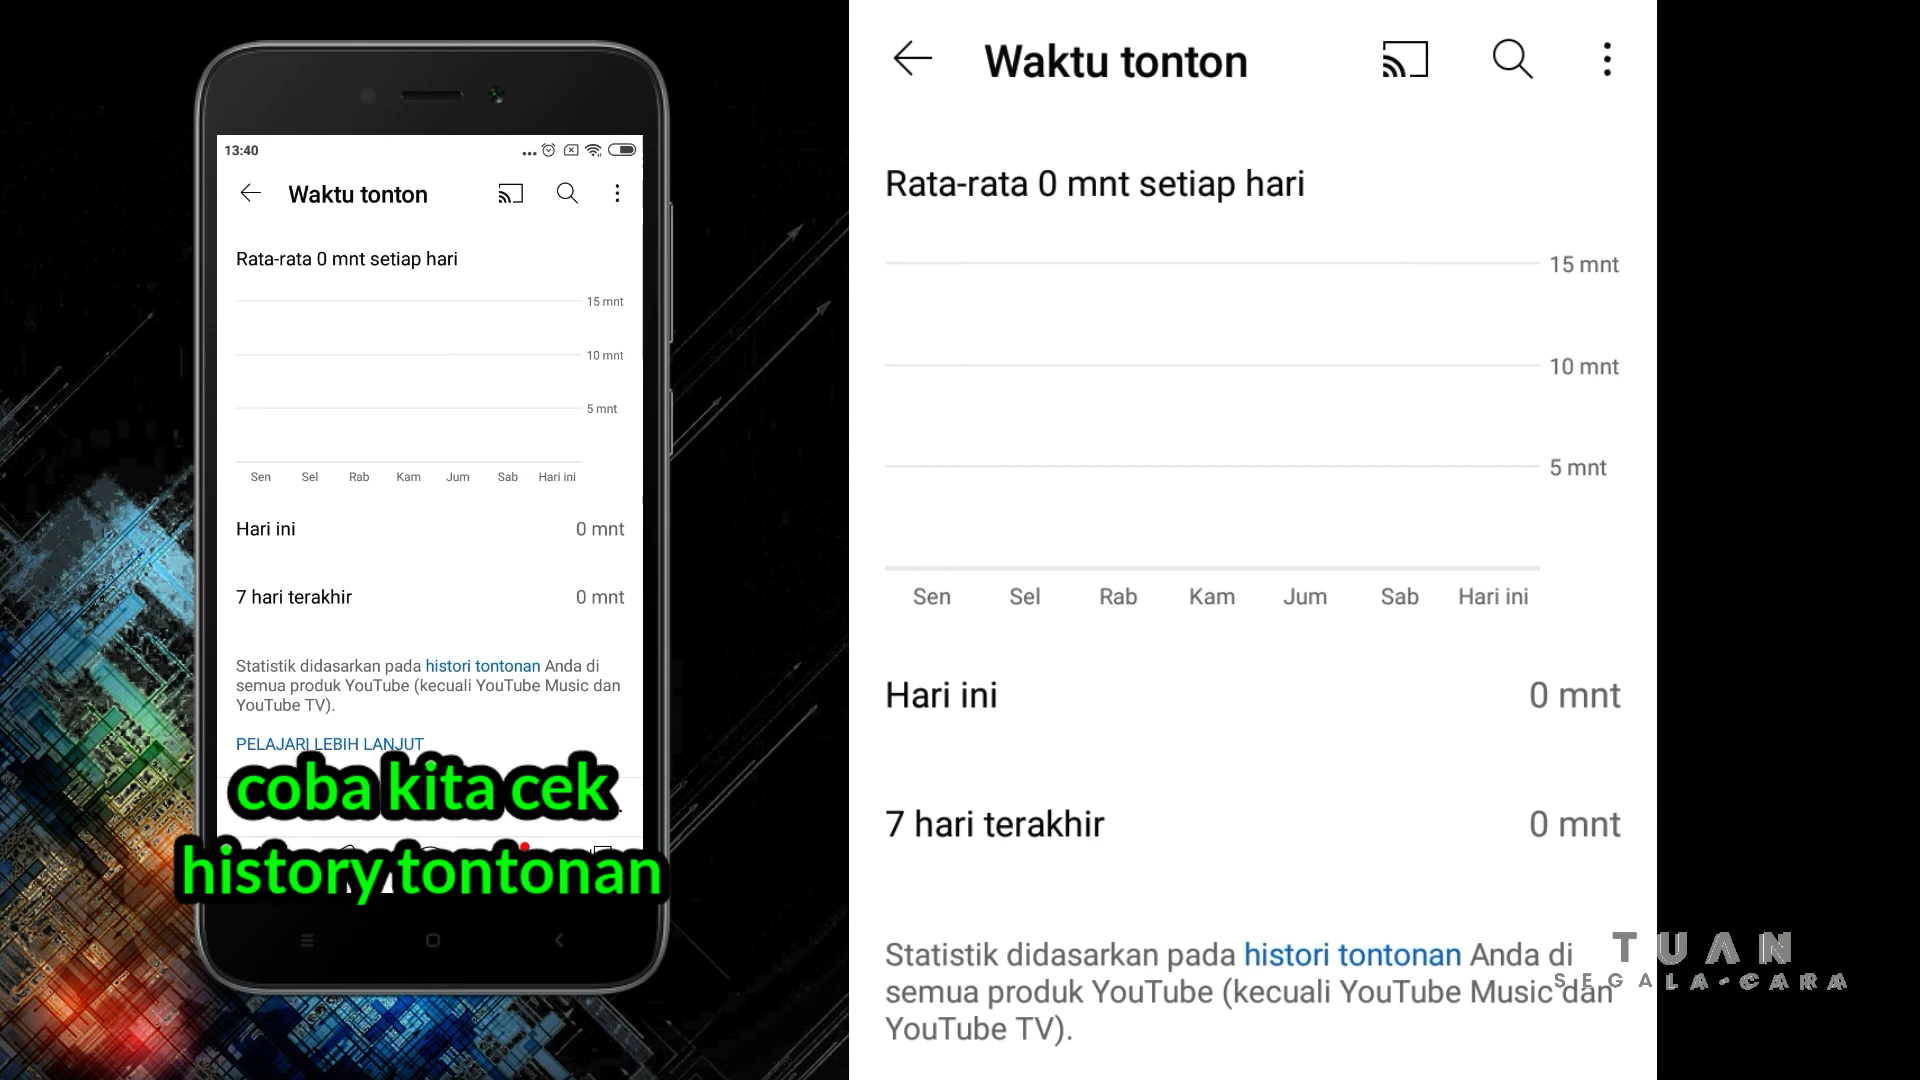 13:40
Waktu tonton
Rata-rata 0 mnt setiap hari
15 mnt
10 mnt
5 mnt
Sen Sel Rab Kam Jum Sab Hari ini
Hari ini 0 mnt
7 hari terakhir 0 mnt
Statistik didasarkan pada histori tontonan Anda di
semua produk YouTube (kecuali YouTube Music dan
YouTube TV).
PELAJARI LEBIH LANJUT
coba kita cek
history tontonan
Waktu tonton
Rata-rata 0 mnt setiap hari
15 mnt
10 mnt
5 mnt
Sen Sel Rab Kam Jum Sab Hari ini
Hari ini 0 mnt
7 hari terakhir 0 mnt
Statistik didasarkan pada histori tontonan Anda di
semua produk YouTube (kecuali YouTube Music dan
YouTube TV).
TUAN
SEGALA-CARA